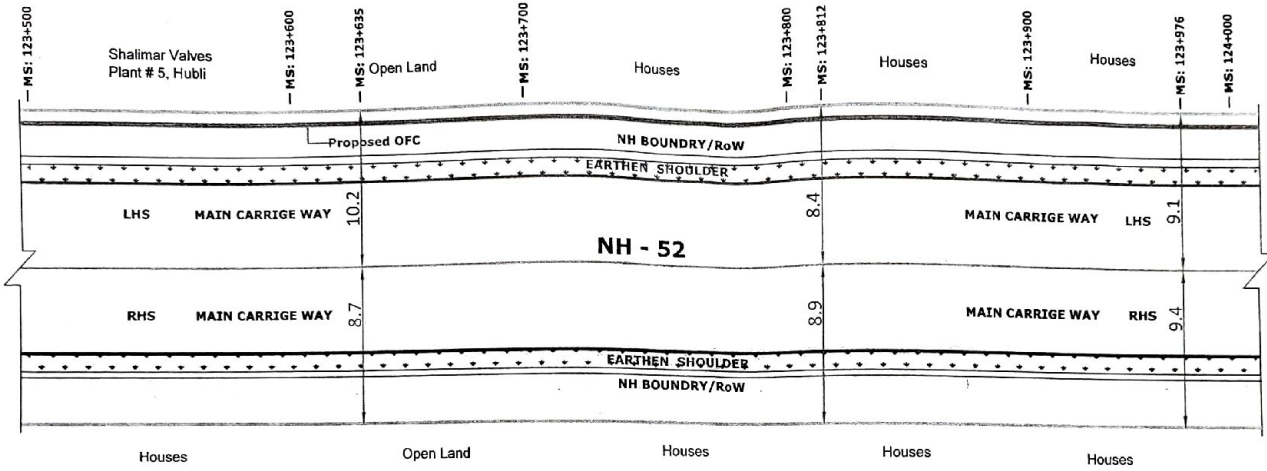 MS: 123+500
MS: 123+600
MS: 123+635
MS: 123+700
MS: 123+800
MS: 123+812
MS: 123+900
MS: 123+976
MS: 124+000
Shalimar Valves
Plant # 5, Hubli
Open Land
Houses
Houses
Houses
Proposed OFC
NH BOUNDRY/RoW
EARTHEN SHOULDER
LHS
MAIN CARRIGE WAY
10.2
8.4
MAIN CARRIGE WAY
LHS
9.1
NH - 52
RHS
MAIN CARRIGE WAY
8.7
8.9
MAIN CARRIGE WAY
RHS
9.4
EARTHEN SHOULDER
NH BOUNDRY/RoW
Houses
Open Land
Houses
Houses
Houses